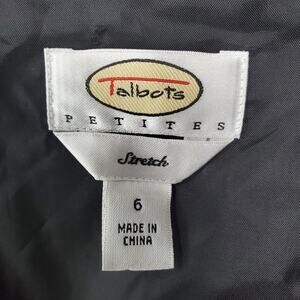 Talbots
PETITES
Stretch
6
MADE IN
CHINA